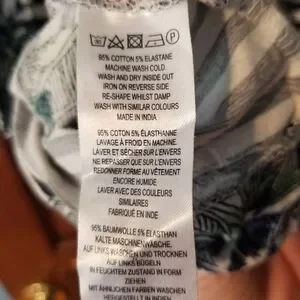 P
95% COTTON 5% ELASTANE
MACHINE WASH COLD.
WASH AND DRY INSIDE OUT
IRON ON REVERSE SIDE
RE-SHAPE WHILST DAMP
WASH WITH SIMILAR COLOURS
MADE IN INDIA
95% COTON 5% ÉLASTHANNE
LAVAGE À FROID EN MACHINE.
LAVER ET SÉCHER SUR L'ENVERS
NE REPASSER QUE SUR L'ENVERS
REDONNER FORME AU VÊTEMENT
ENCORE HUMIDE
LAVER AVEC DES COULEURS
SIMILAIRES
FABRIQUÉ EN INDE
95% BAUMWOLLE 5% ELASTHAN
KALTE MASCHINENWÄSCHE.
AUF LINKS WASCHEN UND TROCKNEN
AUF LINKS BÜGELN
IN FEUCHTEM ZUSTAND IN FORM
ZIEHEN
MIT ÄHNLICHEN FARBEN WASCHEN
HERGESTELLT IN INDIEN